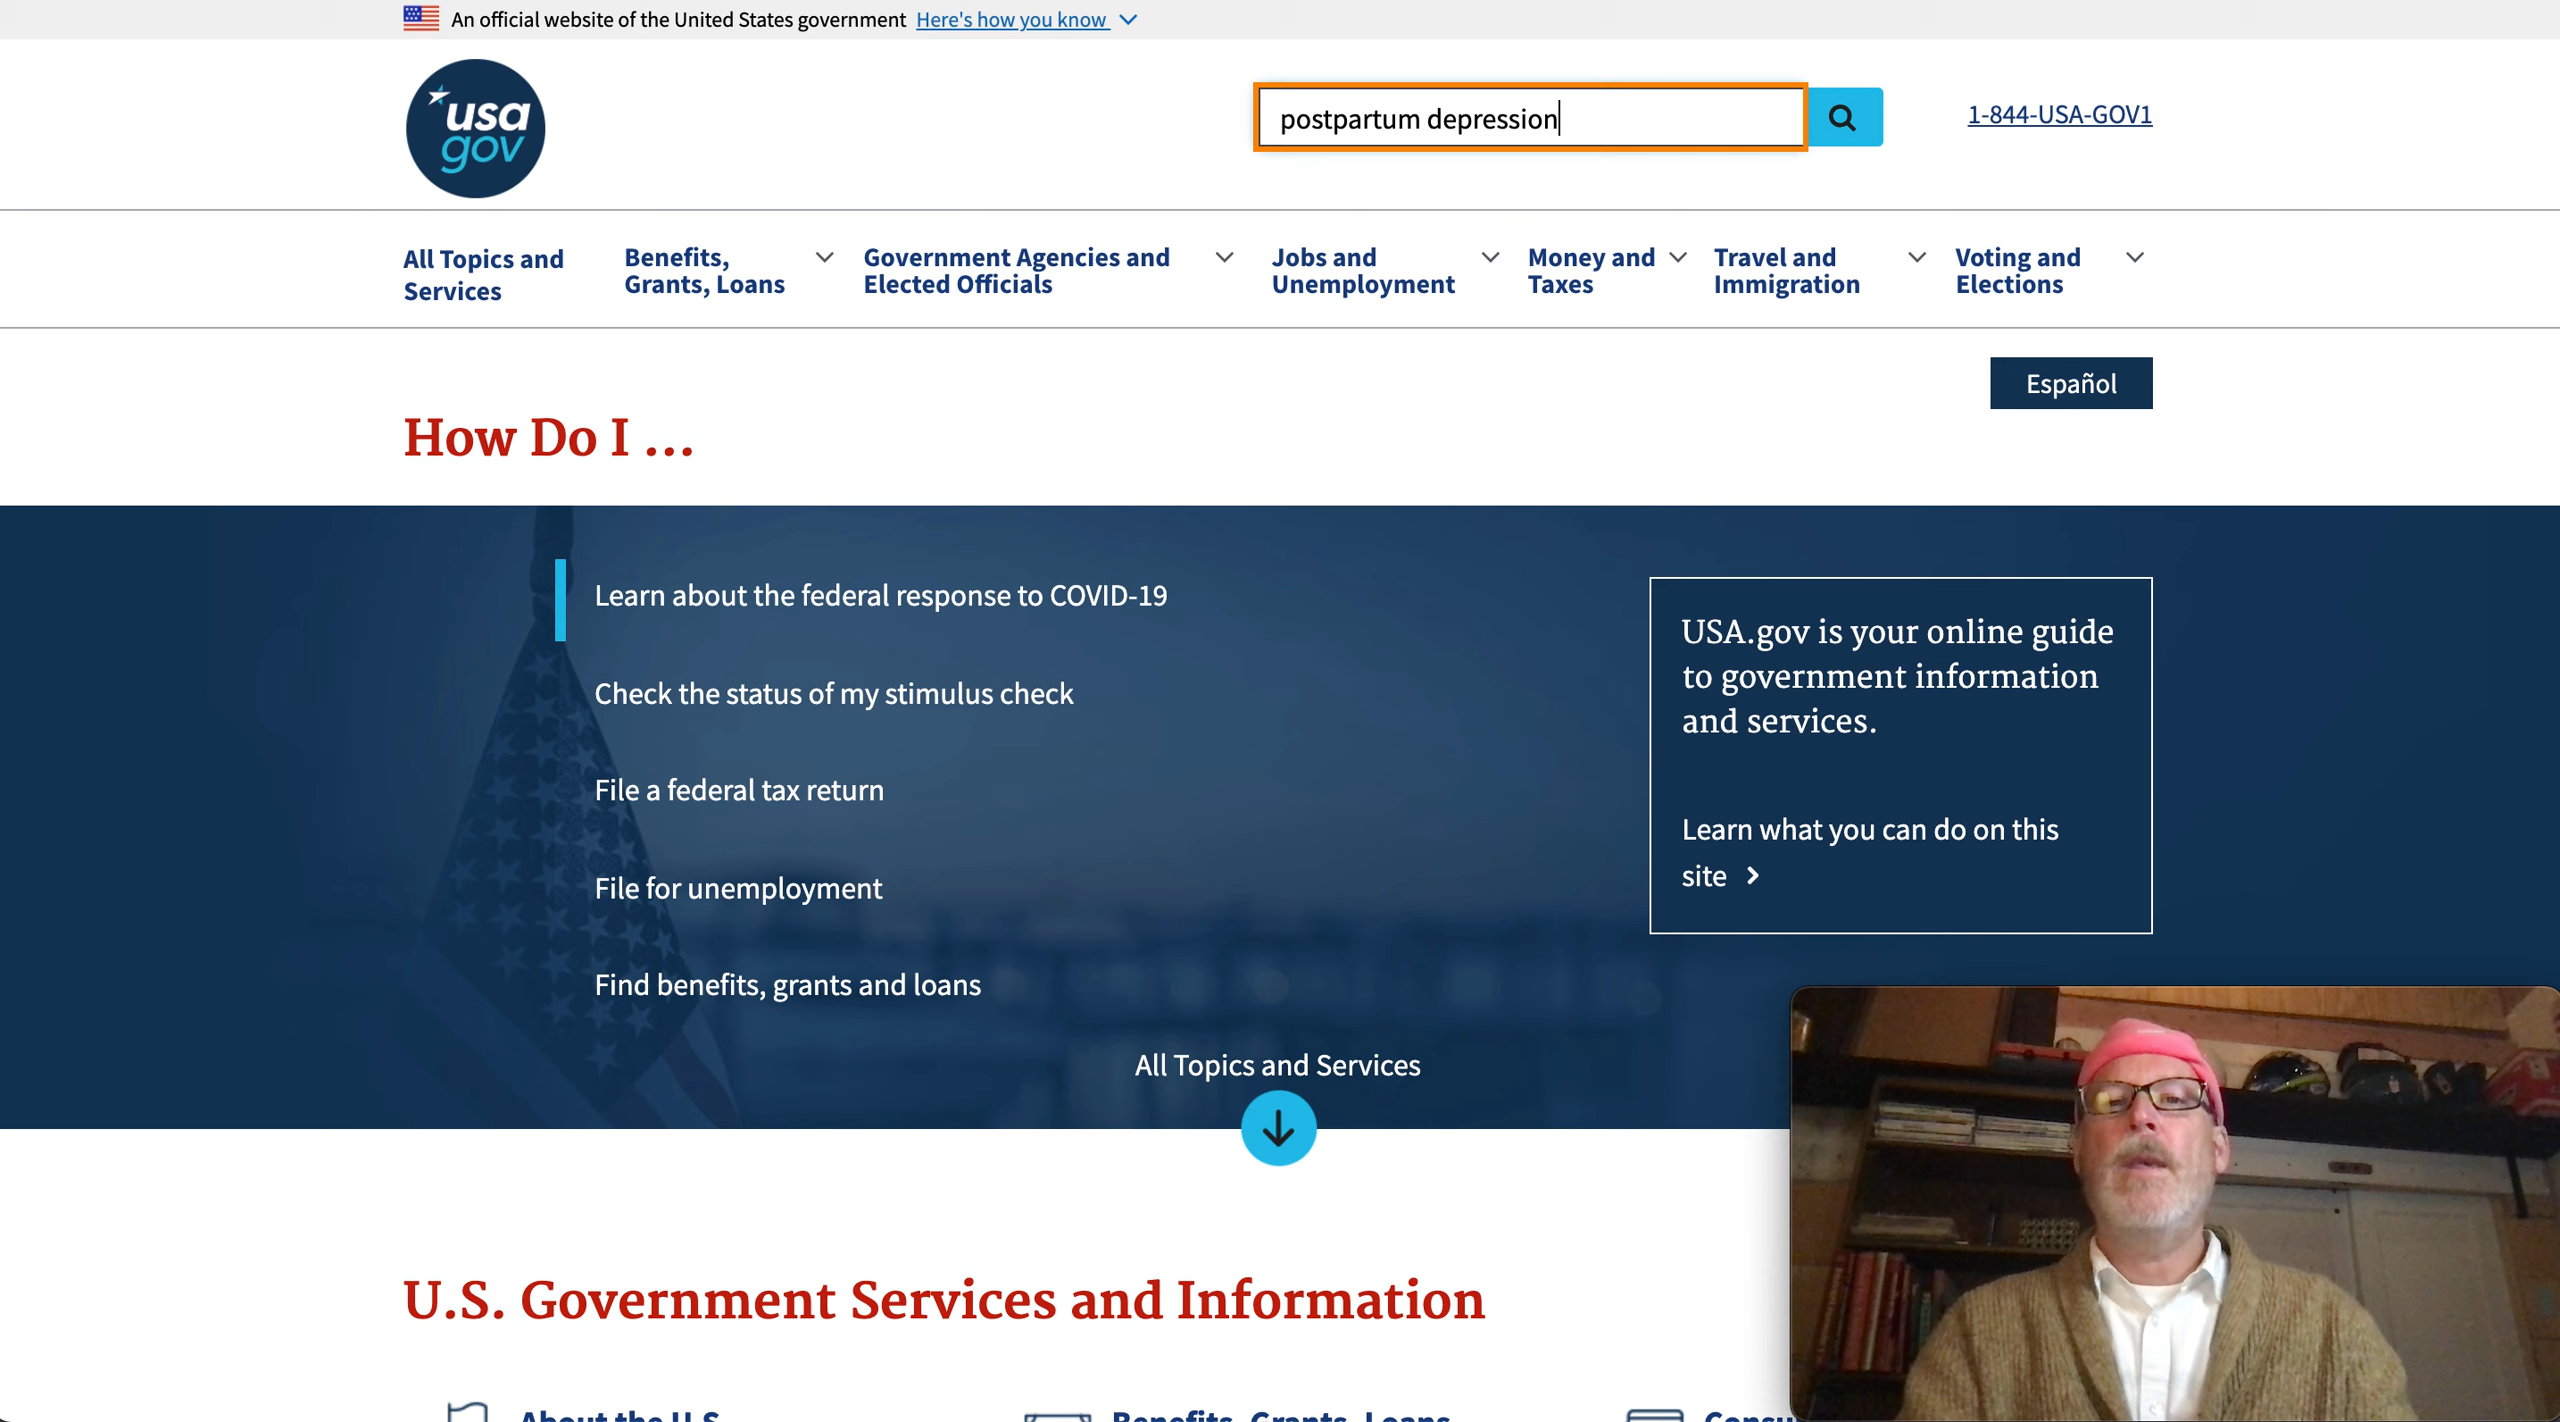 An official website of the United States government Here's how you know
usa
gov
postpartum depression
1-844-USA-GOV1
All Topics and
Services
Benefits,
Grants, Loans
Government Agencies and
Elected Officials
Jobs and
Unemployment
Money and
Taxes
Travel and
Immigration
Voting and
Elections
Español
How Do I ...
Learn about the federal response to COVID-19
Check the status of my stimulus check
File a federal tax return
File for unemployment
Find benefits, grants and loans
USA.gov is your online guide
to government information
and services.
Learn what you can do on this
site
All Topics and Services
U.S. Government Services and Information
About the U.S.
Benefits, Grants, Loans